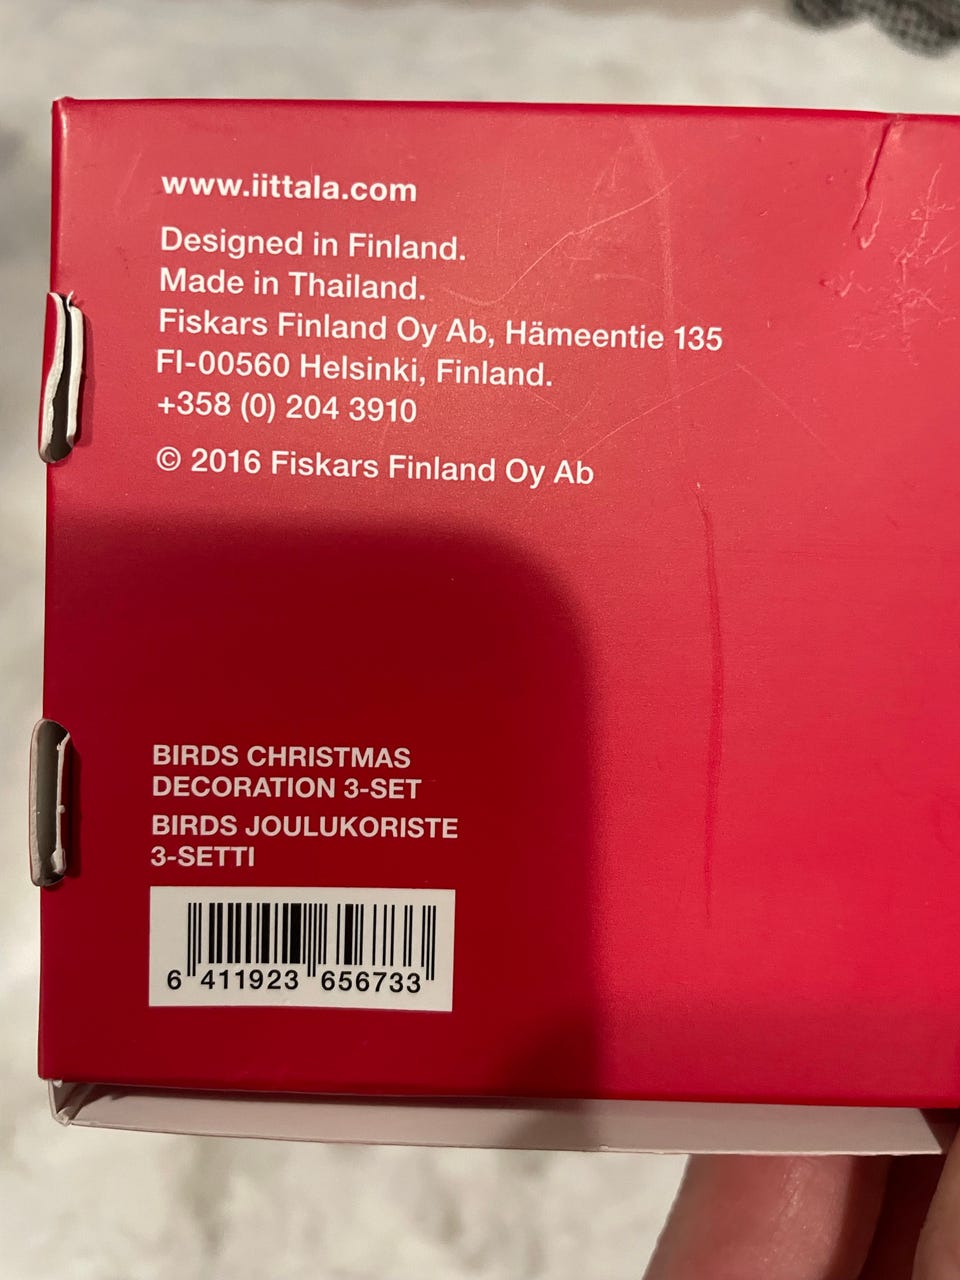 www.iittala.com
Designed in Finland.
Made in Thailand.
Fiskars Finland Oy Ab, Hämeentie 135
FI-00560 Helsinki, Finland.
+358 (0) 204 3910
© 2016 Fiskars Finland Oy Ab
BIRDS CHRISTMAS
DECORATION 3-SET
BIRDS JOULUKORISTE
3-SETTI
6 411923 656733